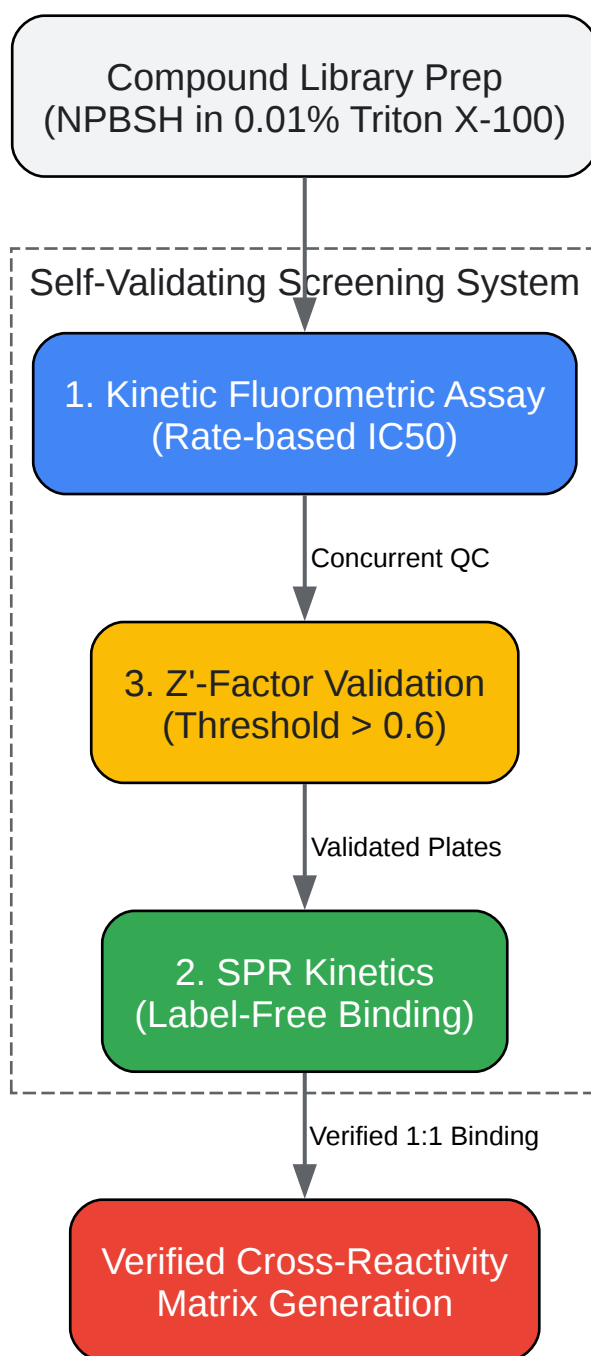 Compound Library Prep
(NPBSH in 0.01% Triton X-100)
Self-Validating Screening System
1. Kinetic Fluorometric Assay
(Rate-based IC50)
Concurrent QC
3. Z'-Factor Validation
(Threshold > 0.6)
Validated Plates
2. SPR Kinetics
(Label-Free Binding)
Verified 1:1 Binding
Verified Cross-Reactivity
Matrix Generation